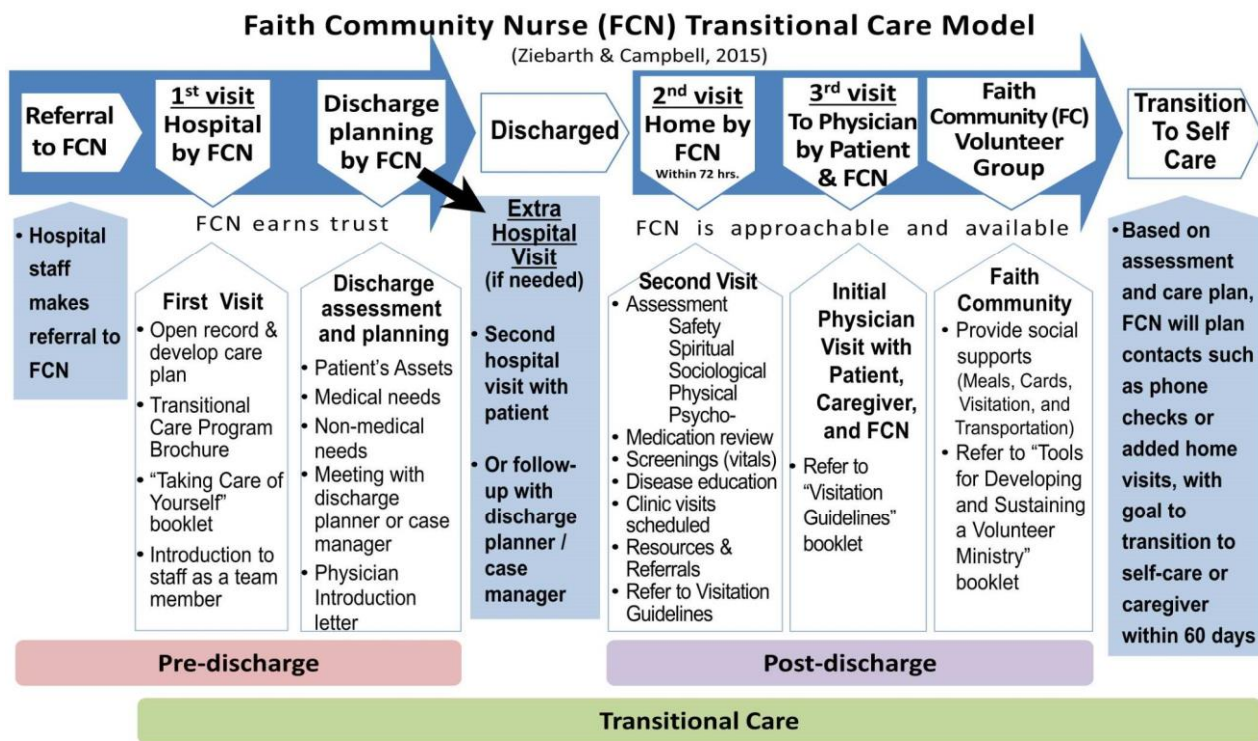 Faith Community Nurse (FCN) Transitional Care Model
(Ziebarth & Campbell, 2015)
Referral
to FCN
1st visit
Hospital
by FCN
Discharge
planning
by FCN
Discharged
2nd visit
Home by
FCN
Within 72 hrs.
3rd visit
To Physician
by Patient
& FCN
Faith
Community (FC)
Volunteer
Group
Transition
To Self
Care
FCN earns trust
FCN is approachable and available
• Hospital
staff
makes
referral to
FCN
First Visit
• Open record &
develop care
plan
• Transitional
Care Program
Brochure
• “Taking Care of
Yourself”
booklet
• Introduction to
staff as a team
member
Discharge
assessment
and planning
• Patient’s Assets
• Medical needs
• Non-medical
needs
• Meeting with
discharge
planner or case
manager
• Physician
Introduction
letter
Extra
Hospital
Visit
(if needed)
• Second
hospital
visit with
patient
• Or follow-
up with
discharge
planner /
case
manager
Second Visit
• Assessment
Safety
Spiritual
Sociological
Physical
Psycho-
• Medication review
• Screenings (vitals)
• Disease education
• Clinic visits
scheduled
• Resources &
Referrals
• Refer to Visitation
Guidelines
Initial
Physician
Visit with
Patient,
Caregiver,
and FCN
• Refer to
“Visitation
Guidelines”
booklet
Faith
Community
• Provide social
supports
(Meals, Cards,
Visitation, and
Transportation)
• Refer to “Tools
for Developing
and Sustaining
a Volunteer
Ministry”
booklet
• Based on
assessment
and care plan,
FCN will plan
contacts such
as phone
checks or
added home
visits, with
goal to
transition to
self-care or
caregiver
within 60 days
Pre-discharge
Post-discharge
Transitional Care